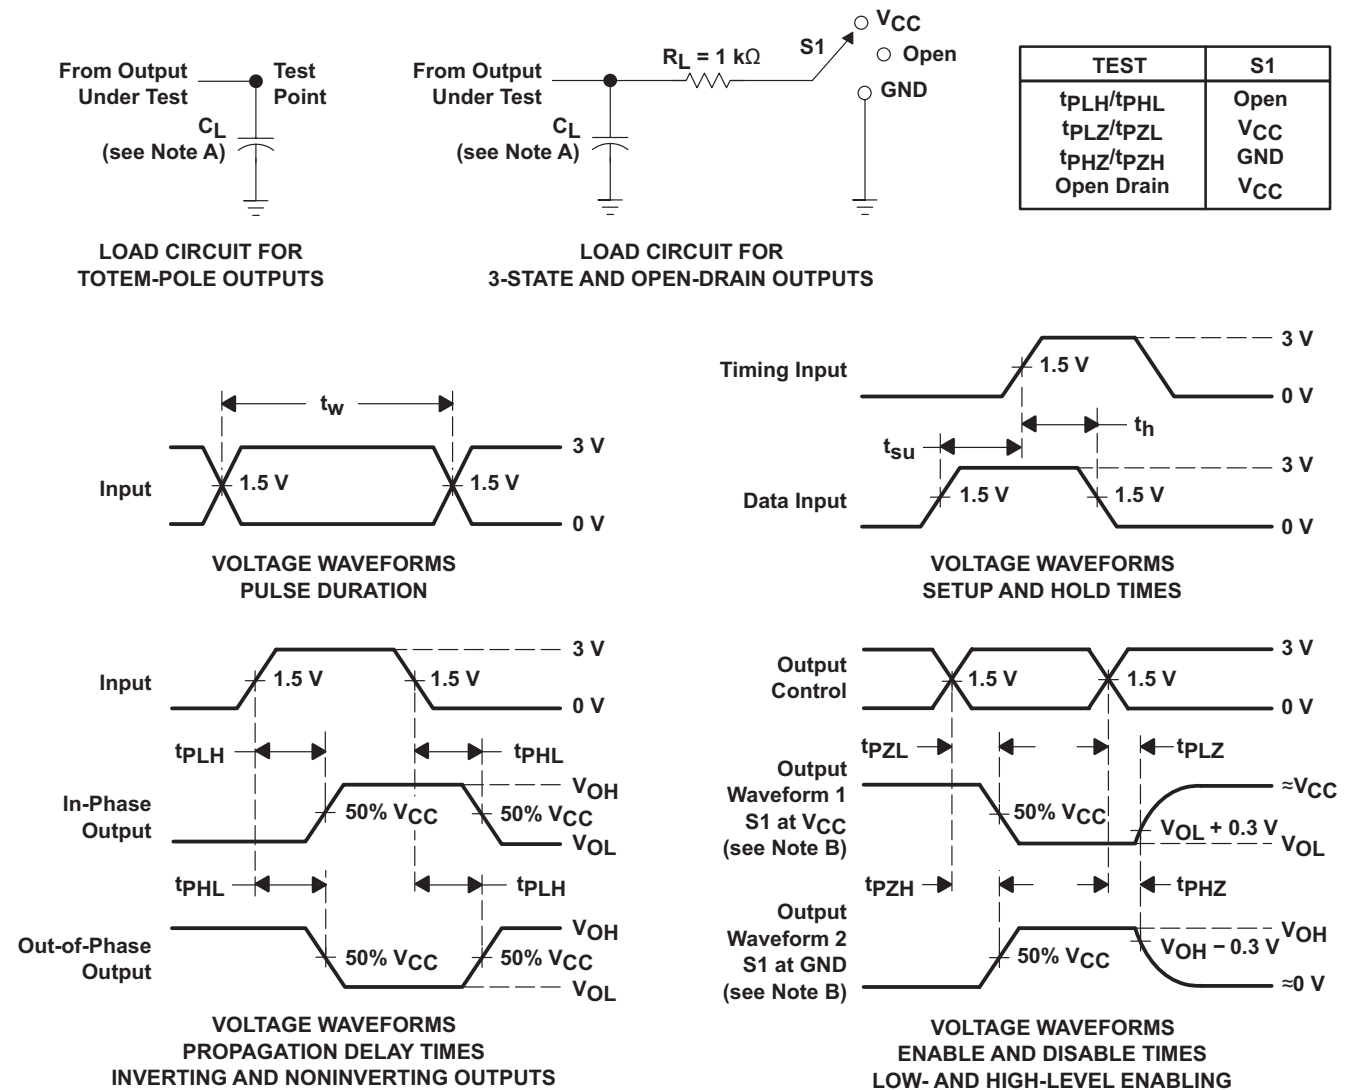 From Output
Under Test
Test
Point
CL
(see Note A)
LOAD CIRCUIT FOR
TOTEM-POLE OUTPUTS
From Output
Under Test
RL = 1 kΩ
S1
VCC
Open
GND
CL
(see Note A)
LOAD CIRCUIT FOR
3-STATE AND OPEN-DRAIN OUTPUTS
TEST S1
tPLH/tPHL Open
tPLZ/tPZL VCC
tPHZ/tPZH GND
Open Drain VCC
tw
3 V
Input
1.5 V 1.5 V
0 V
VOLTAGE WAVEFORMS
PULSE DURATION
3 V
Timing Input
1.5 V
0 V
th
tsu
3 V
Data Input
1.5 V 1.5 V
0 V
VOLTAGE WAVEFORMS
SETUP AND HOLD TIMES
3 V
Input
1.5 V 1.5 V
0 V
tPLH tPHL
VOH
In-Phase
Output
50% VCC 50% VCC
VOL
tPHL tPLH
VOH
Out-of-Phase
Output
50% VCC 50% VCC
VOL
VOLTAGE WAVEFORMS
PROPAGATION DELAY TIMES
INVERTING AND NONINVERTING OUTPUTS
3 V
Output
Control
1.5 V 1.5 V
0 V
tPZL tPLZ
Output
Waveform 1
S1 at VCC
(see Note B)
≈VCC
50% VCC
VOL + 0.3 V
VOL
tPZH tPHZ
Output
Waveform 2
S1 at GND
(see Note B)
VOH
50% VCC
VOH − 0.3 V
≈0 V
VOLTAGE WAVEFORMS
ENABLE AND DISABLE TIMES
LOW- AND HIGH-LEVEL ENABLING